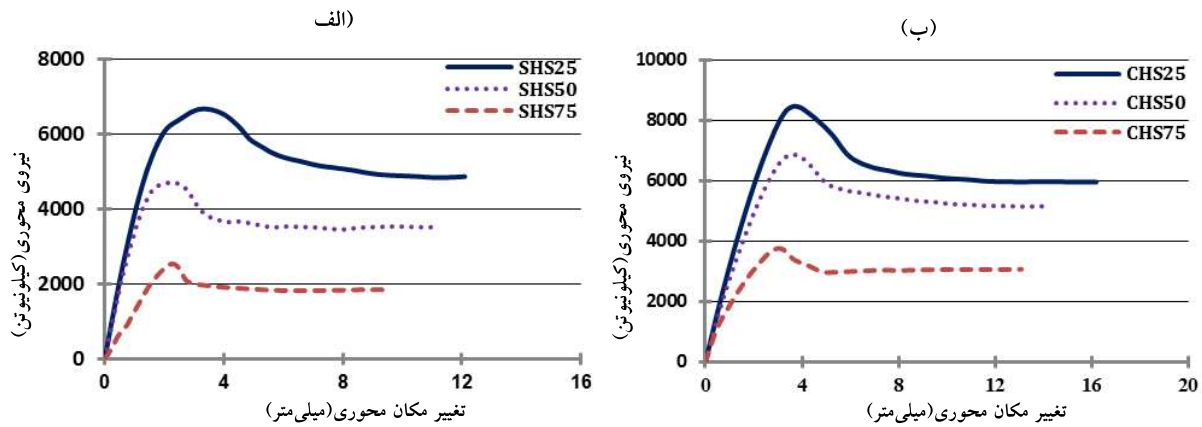 (الف
8000
6000
4000
2000
0
0 4 8 12 16
SHS25
SHS50
SHS75
نیروی محوری(کیلونیوتن)
تغییر مکان محوری(میلی‌متر)
(ب)
10000
8000
6000
4000
2000
0
0 4 8 12 16 20
CHS25
CHS50
CHS75
نیروی محوری(کیلونیوتن)
تغییر مکان محوری(میلی‌متر)